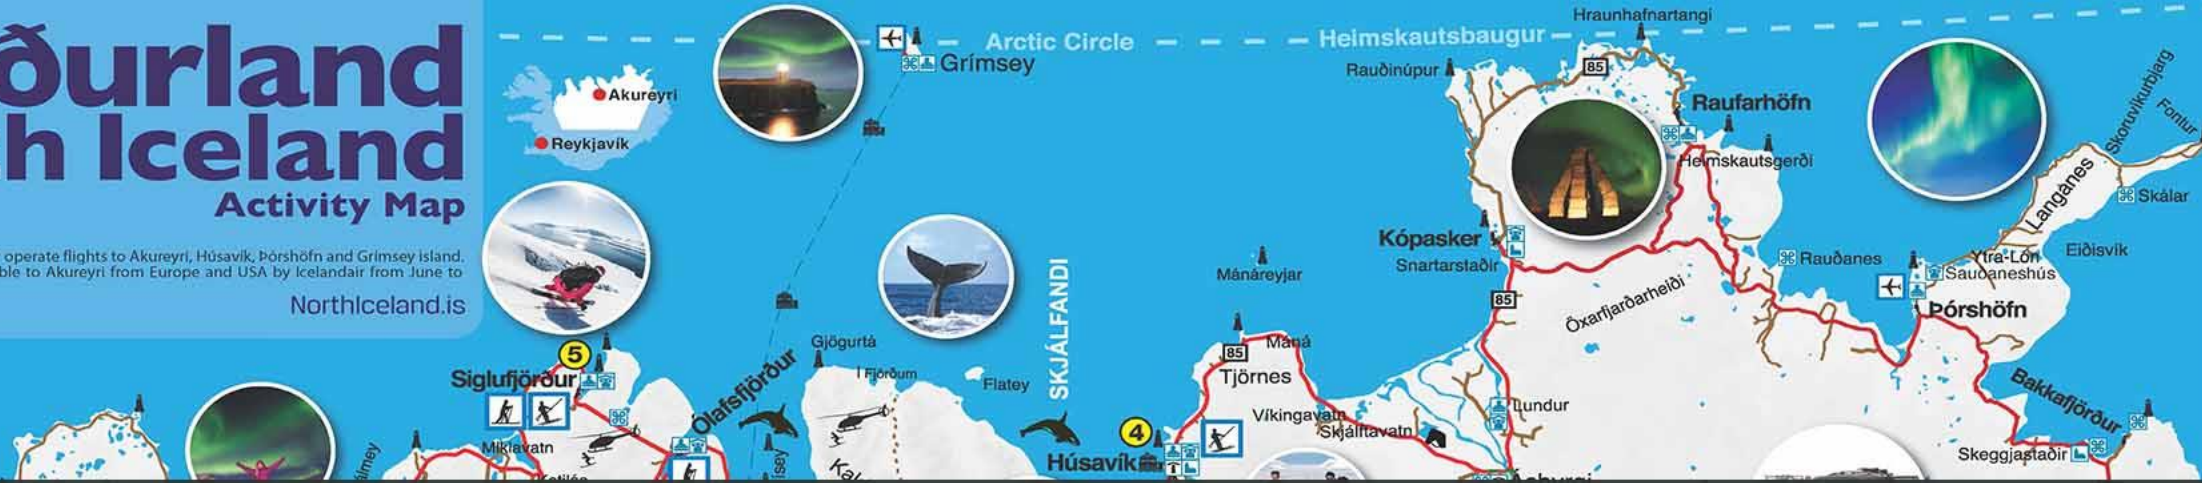 ðurland
h Iceland
Activity Map
operate flights to Akureyri, Húsavík, Þórshöfn and Grímsey island.
ble to Akureyri from Europe and USA by Icelandair from June to
NorthIceland.is
Akureyri
Reykjavík
Arctic Circle
Heimskautsbaugur
Grímsey
Hraunhafnartangi
Rauðinúpur
85
Raufarhöfn
Heimskautsgerði
Skoruvíkurbjarg
Fontur
Langanes
Skálar
Kópasker
Snartarstaðir
Mánáreyjar
Rauðanes
Ytra-Lón
Eiðisvík
Sauðaneshús
Þórshöfn
85
Öxarfjarðarheiði
SKJÁLFANDI
Gjögurtá
Í Fjörðum
Flatey
5
Siglufjörður
Ólafsfjörður
Miklavatn
85
Máná
Tjörnes
Víkingavatn
Skjálftavatn
Lundur
4
Húsavík
Bakkafjörður
Skeggjastaðir